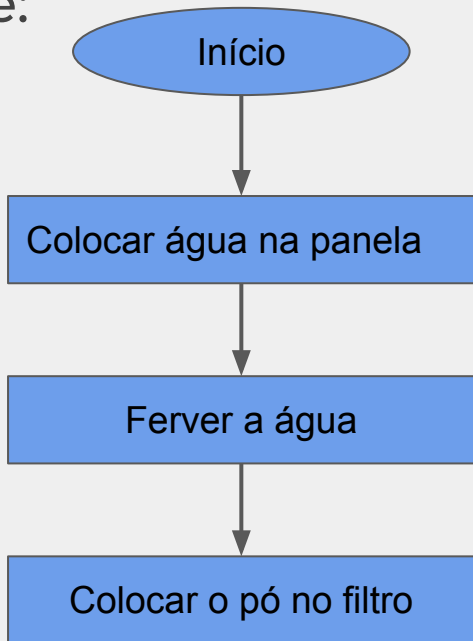 Início
Colocar água na panela
Ferver a água
Colocar o pó no filtro